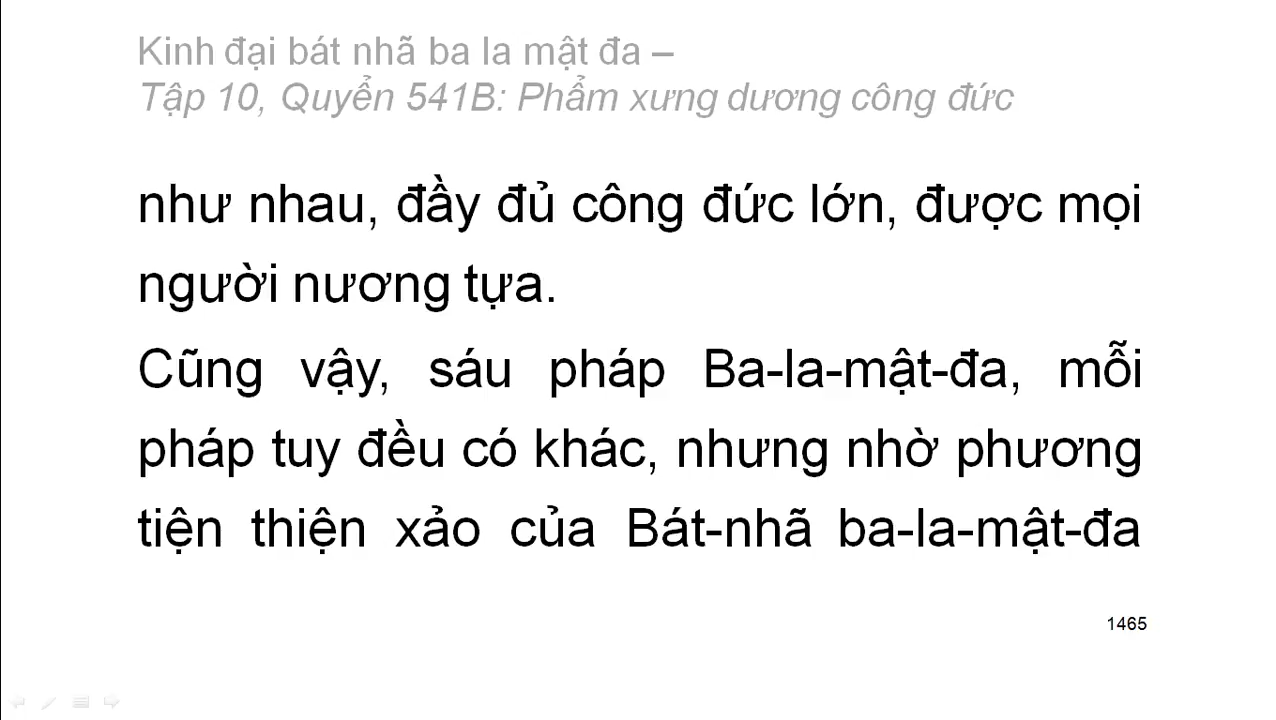 Kinh đại bát nhã ba la mật đa –
Tập 10, Quyển 541B: Phẩm xưng dương công đức
như nhau, đầy đủ công đức lớn, được mọi
người nương tựa.
Cũng vậy, sáu pháp Ba-la-mật-đa, mỗi
pháp tuy đều có khác, nhưng nhờ phương
tiện thiện xảo của Bát-nhã ba-la-mật-đa
1465